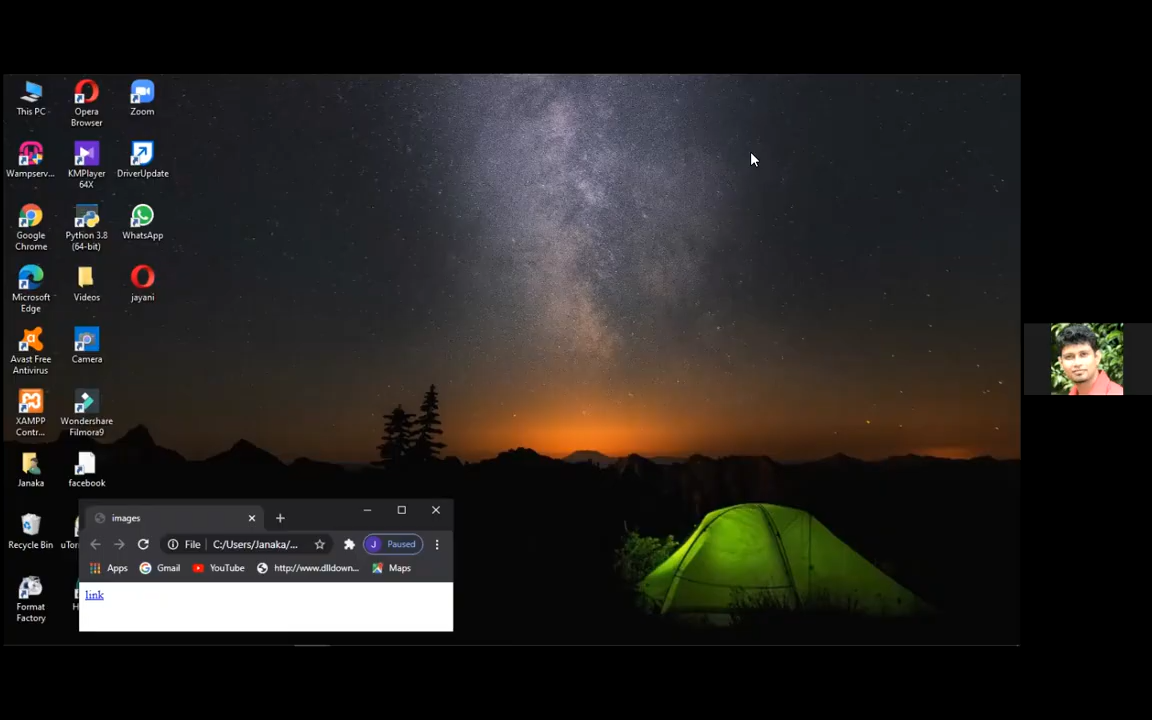 This PC
Opera
Browser
Zoom
Wampserv...
KMPlayer
64X
DriverUpdate
Google
Chrome
Python 3.8
(64-bit)
WhatsApp
Microsoft
Edge
Videos
jayani
Avast Free
Antivirus
Camera
XAMPP
Contr...
Wondershare
Filmora9
Janaka
facebook
Recycle Bin
uTor
Format
Factory
H
images
File
C:/Users/Janaka/...
J Paused
Apps
Gmail
YouTube
http://www.dlldown...
Maps
link